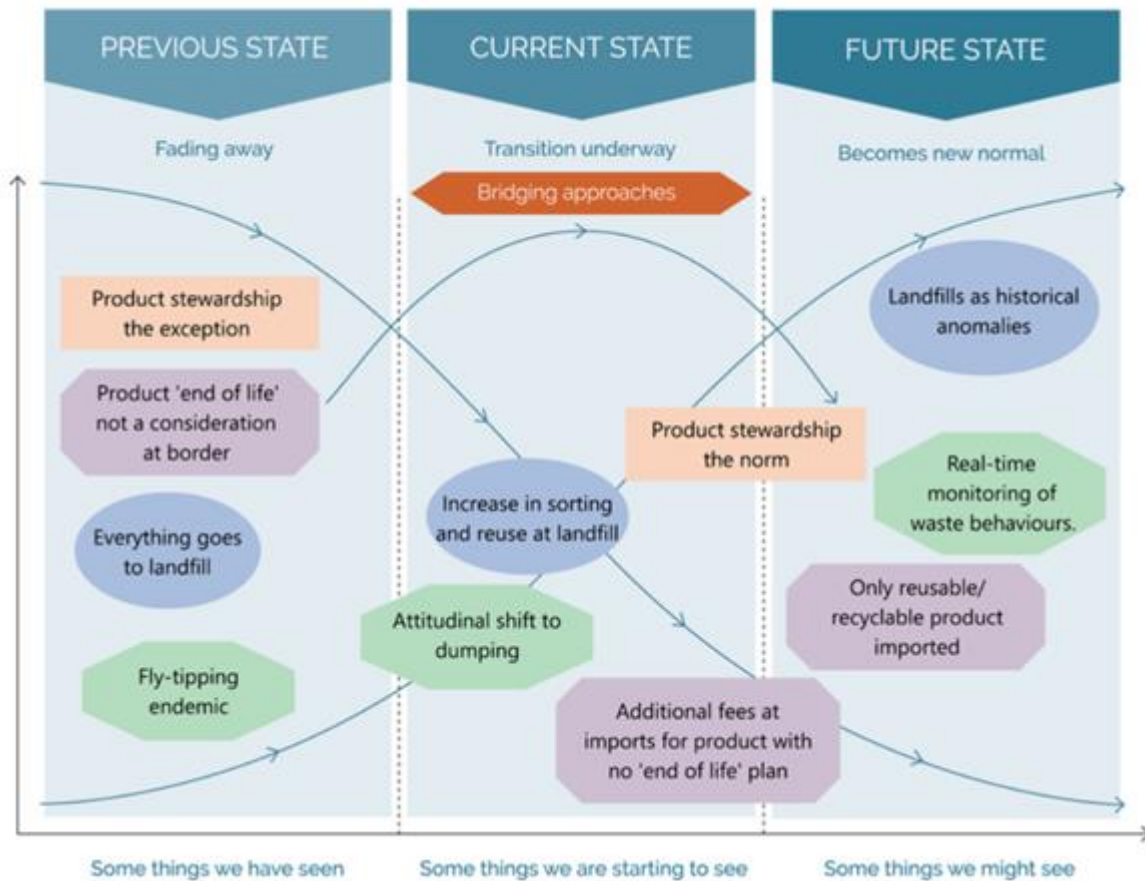 PREVIOUS STATE
CURRENT STATE
FUTURE STATE
Fading away
Transition underway
Becomes new normal
Bridging approaches
Product stewardship
the exception
Product 'end of life'
not a consideration
at border
Everything goes
to landfill
Fly-tipping
endemic
Increase in sorting
and reuse at landfill
Attitudinal shift to
dumping
Product stewardship
the norm
Additional fees at
imports for product with
no 'end of life' plan
Landfills as historical
anomalies
Real-time
monitoring of
waste behaviours.
Only reusable/
recyclable product
imported
Some things we have seen
Some things we are starting to see
Some things we might see